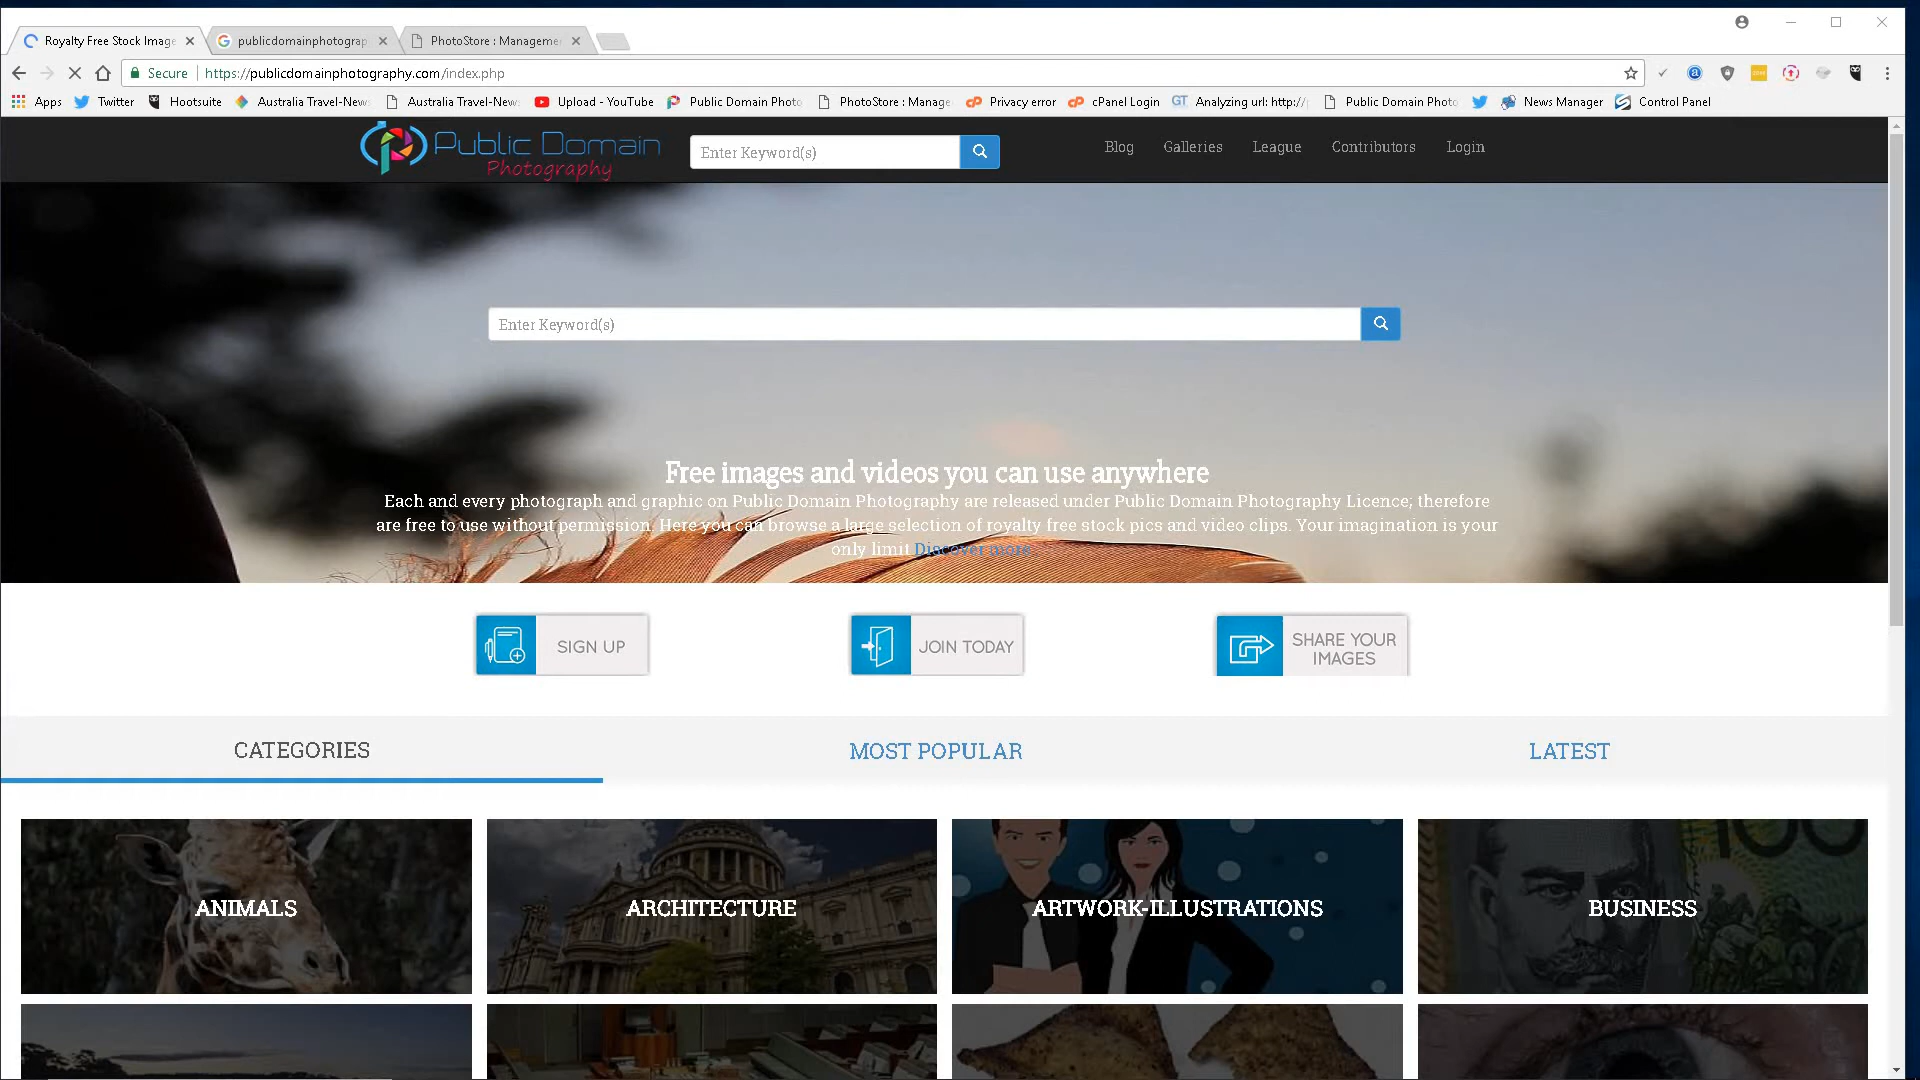 Royalty Free Stock Image
publicdomainphotograp
PhotoStore : Manageme
Secure
https://publicdomainphotography.com/index.php
Apps
Twitter
Hootsuite
Australia Travel-New
Australia Travel-New
Upload - YouTube
Public Domain Phot
PhotoStore : Manage
Privacy error
cPanel Login
GT
Analyzing url: http://
Public Domain Phot
News Manager
Control Panel
Public Domain
Photography
Enter Keyword(s)
Blog
Galleries
League
Contributors
Login
Enter Keyword(s)
Free images and videos you can use anywhere
Each and every photograph and graphic on Public Domain Photography are released under Public Domain Photography Licence; therefore
are free to use without permission. Here you can browse a large selection of royalty free stock pics and video clips. Your imagination is your
only limit Discover more
SIGN UP
JOIN TODAY
SHARE YOUR
IMAGES
CATEGORIES
MOST POPULAR
LATEST
ANIMALS
ARCHITECTURE
ARTWORK-ILLUSTRATIONS
BUSINESS
100